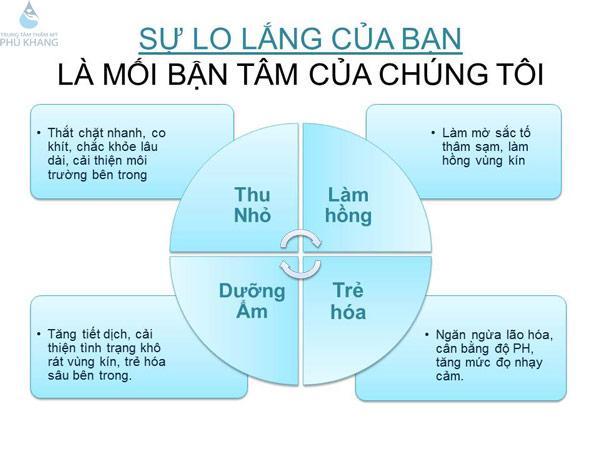 TRUNG TÂM THẨM MỸ
PHÚ KHANG
SỰ LO LẮNG CỦA BẠN
LÀ MỐI BẬN TÂM CỦA CHÚNG TÔI
• Thắt chặt nhanh, co
khít, chắc khỏe lâu
dài, cải thiện môi
trường bên trong
• Làm mờ sắc tố
thâm sạm, làm
hồng vùng kín
Thu
Nhỏ
Làm
hồng
Dưỡng
Ẩm
Trẻ
hóa
• Tăng tiết dịch, cải
thiện tình trạng khô
rát vùng kín, trẻ hóa
sâu bên trong.
• Ngăn ngừa lão hóa,
cân bằng độ PH,
tăng mức đọ nhạy
cảm.